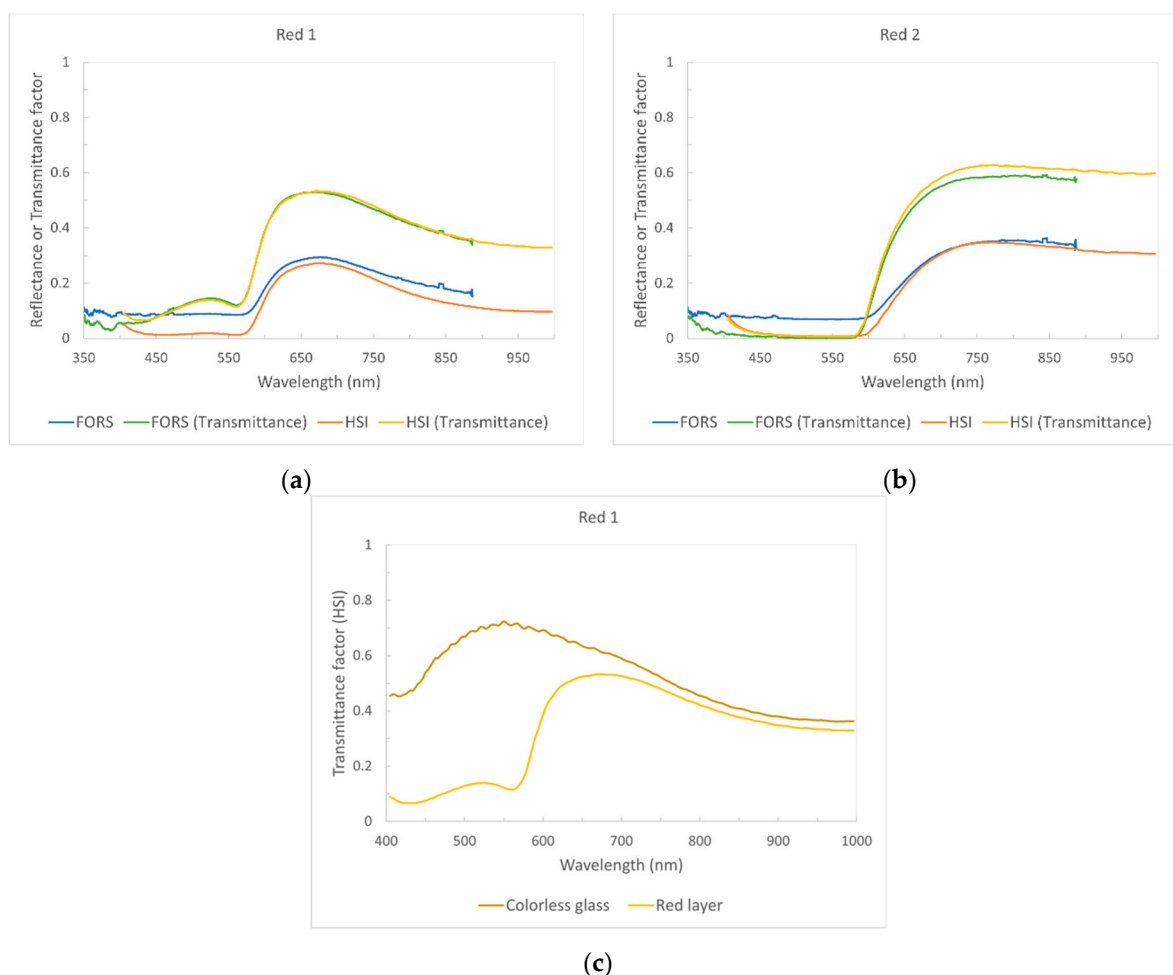 Red 1
Reflectance or Transmittance factor
1
0.8
0.6
0.4
0.2
0
350 450 550 650 750 850 950
Wavelength (nm)
FORS FORS (Transmittance) HSI HSI (Transmittance)
(a)
Red 2
Reflectance or Transmittance factor
1
0.8
0.6
0.4
0.2
0
350 450 550 650 750 850 950
Wavelength (nm)
FORS FORS (Transmittance) HSI HSI (Transmittance)
(b)
Red 1
Transmittance factor (HSI)
1
0.8
0.6
0.4
0.2
0
400 500 600 700 800 900 1000
Wavelength (nm)
Colorless glass Red layer
(c)